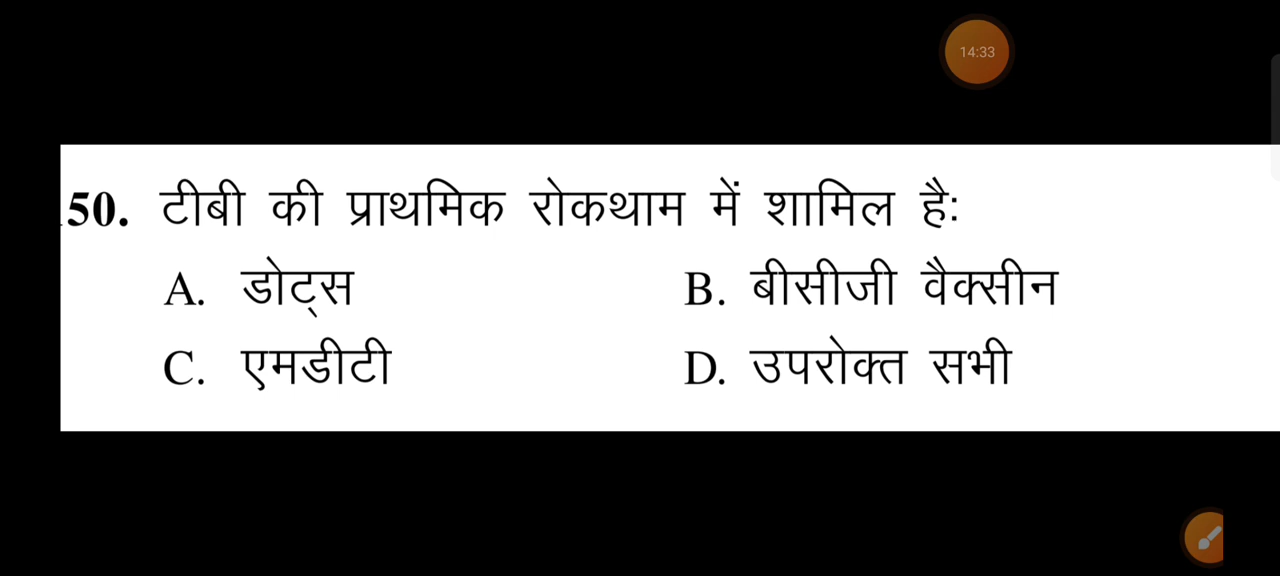 14:33
50. टीबी की प्राथमिक रोकथाम में शामिल है:
A. डोट्स B. बीसीजी वैक्सीन
C. एमडीटी D. उपरोक्त सभी